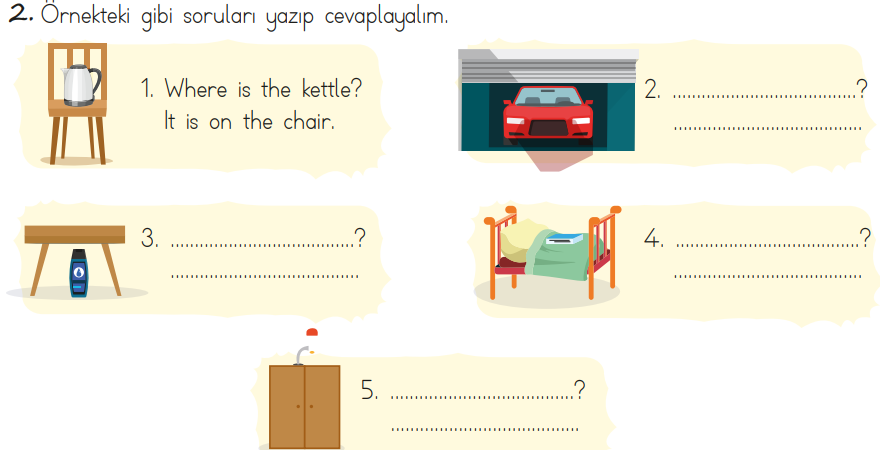 2. Örnekteki gibi soruları yazıp cevaplayalım.
1. Where is the kettle?
It is on the chair.
2. ......................................?
......................................
3. ......................................?
......................................
4. ......................................?
......................................
5. ......................................?
......................................